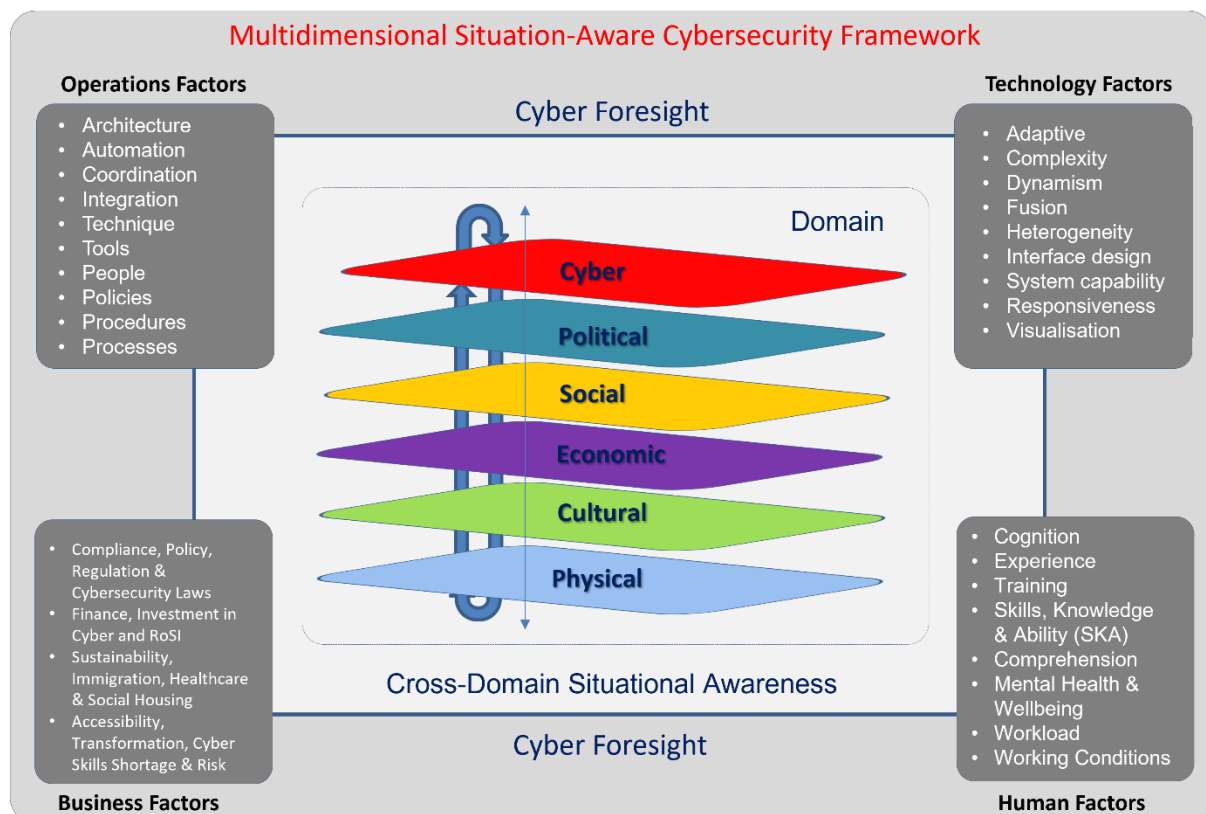 Multidimensional Situation-Aware Cybersecurity Framework
Operations Factors
• Architecture
• Automation
• Coordination
• Integration
• Technique
• Tools
• People
• Policies
• Procedures
• Processes
Cyber Foresight
Technology Factors
• Adaptive
• Complexity
• Dynamism
• Fusion
• Heterogeneity
• Interface design
• System capability
• Responsiveness
• Visualisation
Domain
Cyber
Political
Social
Economic
Cultural
Physical
Cross-Domain Situational Awareness
Cyber Foresight
• Compliance, Policy,
Regulation &
Cybersecurity Laws
• Finance, Investment in
Cyber and RoSI
• Sustainability,
Immigration, Healthcare
& Social Housing
• Accessibility,
Transformation, Cyber
Skills Shortage & Risk
Business Factors
• Cognition
• Experience
• Training
• Skills, Knowledge
& Ability (SKA)
• Comprehension
• Mental Health &
Wellbeing
• Workload
• Working Conditions
Human Factors